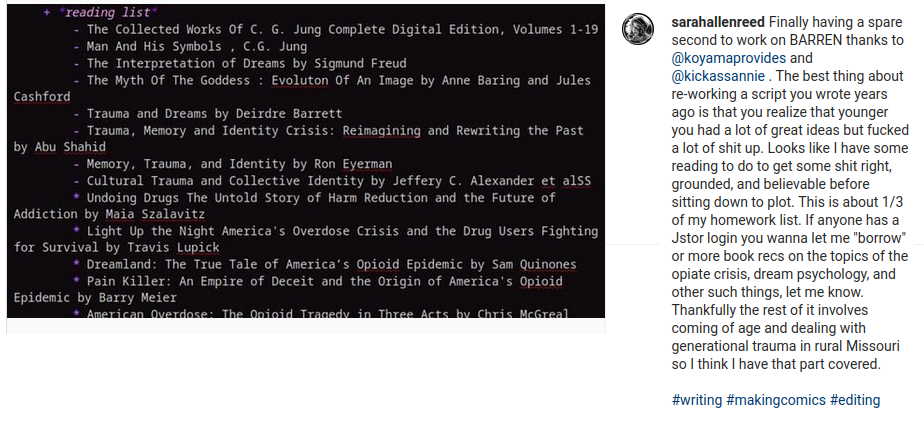 + *reading list*
- The Collected Works Of C. G. Jung Complete Digital Edition, Volumes 1-19
- Man And His Symbols , C.G. Jung
- The Interpretation of Dreams by Sigmund Freud
- The Myth Of The Goddess : Evoluton Of An Image by Anne Baring and Jules
Cashford
- Trauma and Dreams by Deirdre Barrett
- Trauma, Memory and Identity Crisis: Reimagining and Rewriting the Past
by Abu Shahid
- Memory, Trauma, and Identity by Ron Eyerman
- Cultural Trauma and Collective Identity by Jeffery C. Alexander et alSS
* Undoing Drugs The Untold Story of Harm Reduction and the Future of
Addiction by Maia Szalavitz
* Light Up the Night America's Overdose Crisis and the Drug Users Fighting
for Survival by Travis Lupick
* Dreamland: The True Tale of America's Opioid Epidemic by Sam Quinones
* Pain Killer: An Empire of Deceit and the Origin of America's Opioid
Epidemic by Barry Meier
* American Overdose: The Opioid Tragedy in Three Acts by Chris McGreal
sarahallenreed Finally having a spare
second to work on BARREN thanks to
@koyamaprovides and
@kickassannie . The best thing about
re-working a script you wrote years
ago is that you realize that younger
you had a lot of great ideas but fucked
a lot of shit up. Looks like I have some
reading to do to get some shit right,
grounded, and believable before
sitting down to plot. This is about 1/3
of my homework list. If anyone has a
Jstor login you wanna let me "borrow"
or more book recs on the topics of the
opiate crisis, dream psychology, and
other such things, let me know.
Thankfully the rest of it involves
coming of age and dealing with
generational trauma in rural Missouri
so I think I have that part covered.
#writing #makingcomics #editing